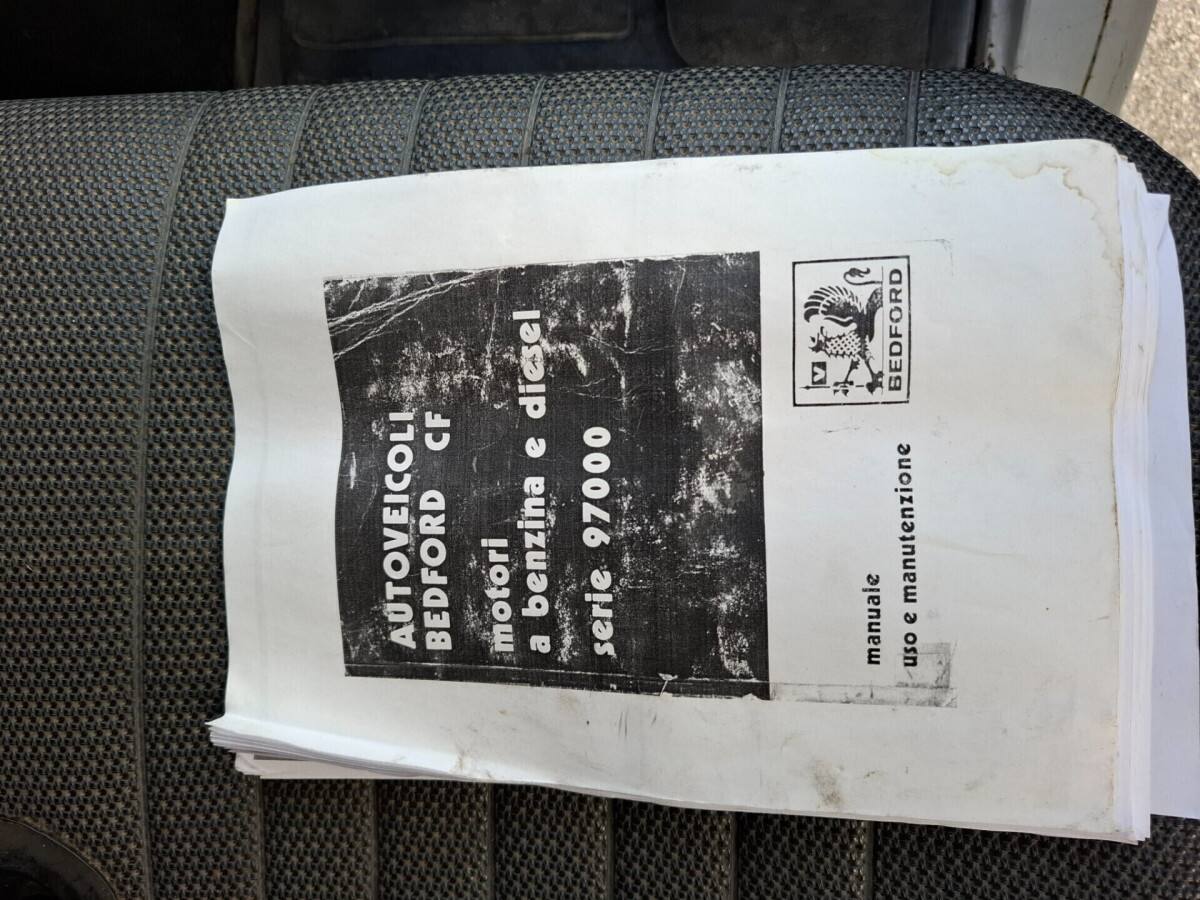 AUTOVEICOLI
BEDFORD CF
motori
a benzina e diesel
serie 97000
manuale
uso e manutenzione
V
BEDFORD